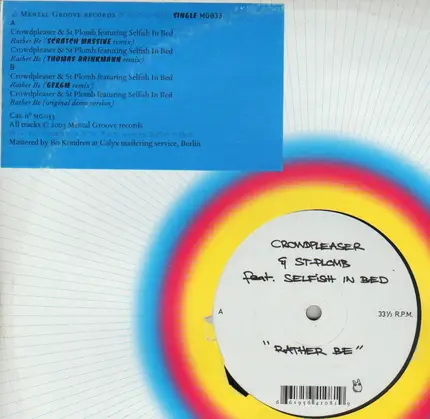 Mental Groove records SINGLE MG033
A
Crowdpleaser & St Plomb featuring Selfish In Bed
Rather Be (SCRATCH MASSIVE remix)
Crowdpleaser & St Plomb featuring Selfish In Bed
Rather Be (THOMAS BRINKMANN remix)
B
Crowdpleaser & St Plomb featuring Selfish In Bed
Rather Be (GEKGM remix)
Crowdpleaser & St Plomb featuring Selfish In Bed
Rather Be (original demo version)
Cat. nº MG033
All tracks © 2003 Mental Groove records
Mastered by Bo Kondren at Calyx mastering service, Berlin
CROWDPLEASER
& ST-PLOMB
feat. SELFISH IN BED
A
33⅓ R.P.M.
"RATHER BE"